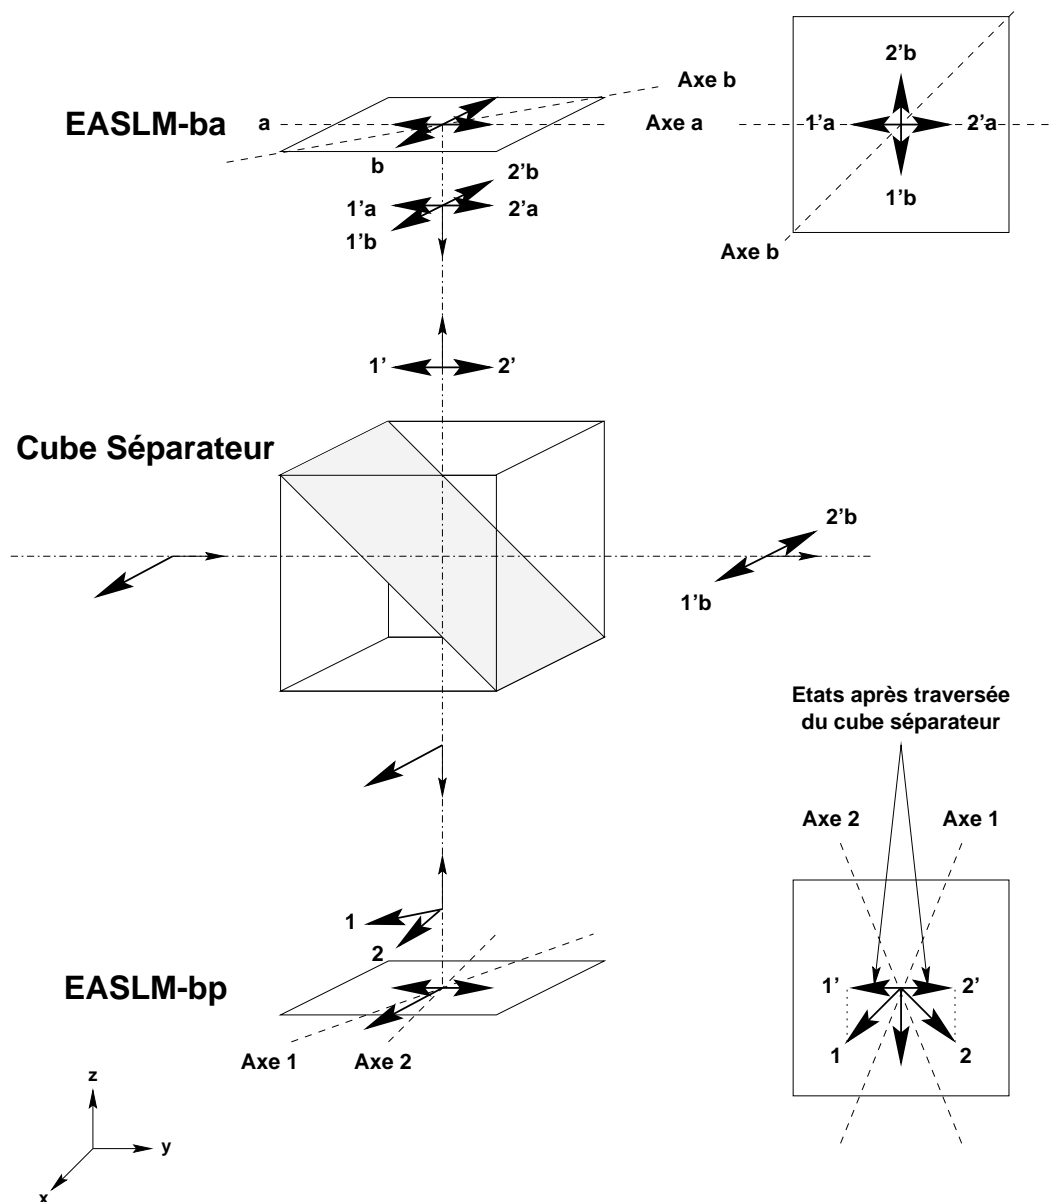 2'b
Axe b
EASLM-ba
a
Axe a
1'a
2'a
b
2'b
1'a
2'a
1'b
1'b
Axe b
1'
2'
Cube Séparateur
2'b
1'b
Etats après traversée
du cube séparateur
Axe 2
Axe 1
1
2
EASLM-bp
1'
2'
1
2
Axe 1
Axe 2
z
y
x